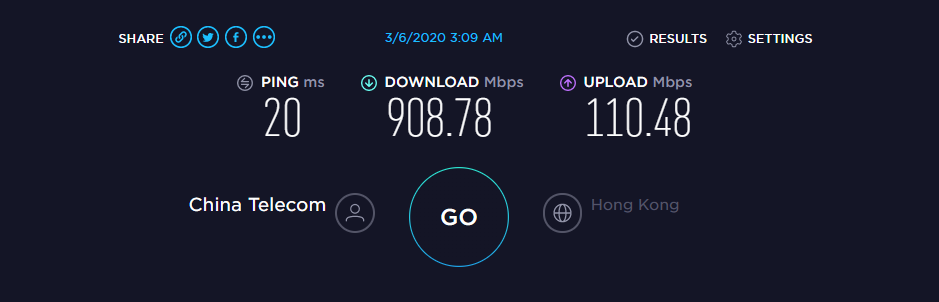 SHARE 3/6/2020 3:09 AM RESULTS SETTINGS
PING ms DOWNLOAD Mbps UPLOAD Mbps
20 908.78 110.48
China Telecom GO Hong Kong